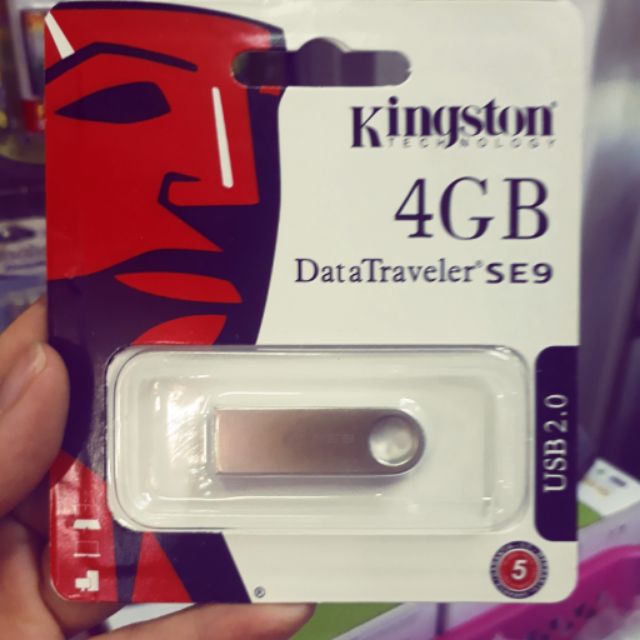 Kingston®
TECHNOLOGY
4GB
DataTraveler® SE9
USB 2.0
5
®